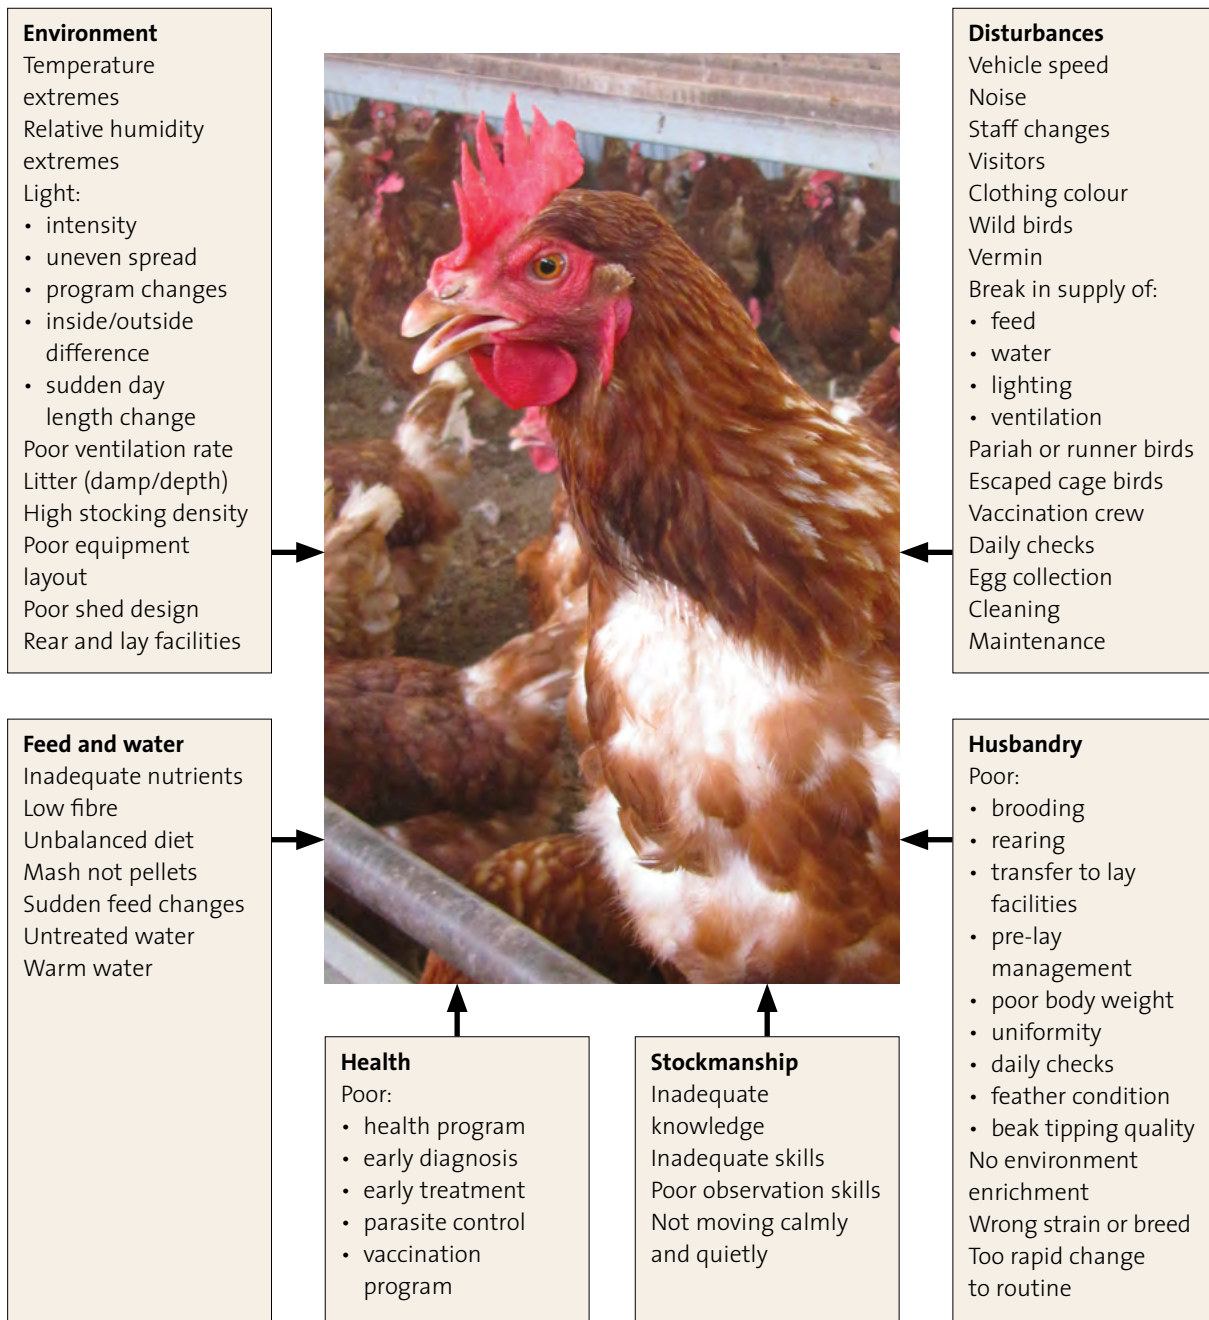 Environment
Temperature
extremes
Relative humidity
extremes
Light:
• intensity
• uneven spread
• program changes
• inside/outside
difference
• sudden day
length change
Poor ventilation rate
Litter (damp/depth)
High stocking density
Poor equipment
layout
Poor shed design
Rear and lay facilities
Feed and water
Inadequate nutrients
Low fibre
Unbalanced diet
Mash not pellets
Sudden feed changes
Untreated water
Warm water
Health
Poor:
• health program
• early diagnosis
• early treatment
• parasite control
• vaccination
program
Stockmanship
Inadequate
knowledge
Inadequate skills
Poor observation skills
Not moving calmly
and quietly
Disturbances
Vehicle speed
Noise
Staff changes
Visitors
Clothing colour
Wild birds
Vermin
Break in supply of:
• feed
• water
• lighting
• ventilation
Pariah or runner birds
Escaped cage birds
Vaccination crew
Daily checks
Egg collection
Cleaning
Maintenance
Husbandry
Poor:
• brooding
• rearing
• transfer to lay
facilities
• pre-lay
management
• poor body weight
• uniformity
• daily checks
• feather condition
• beak tipping quality
No environment
enrichment
Wrong strain or breed
Too rapid change
to routine